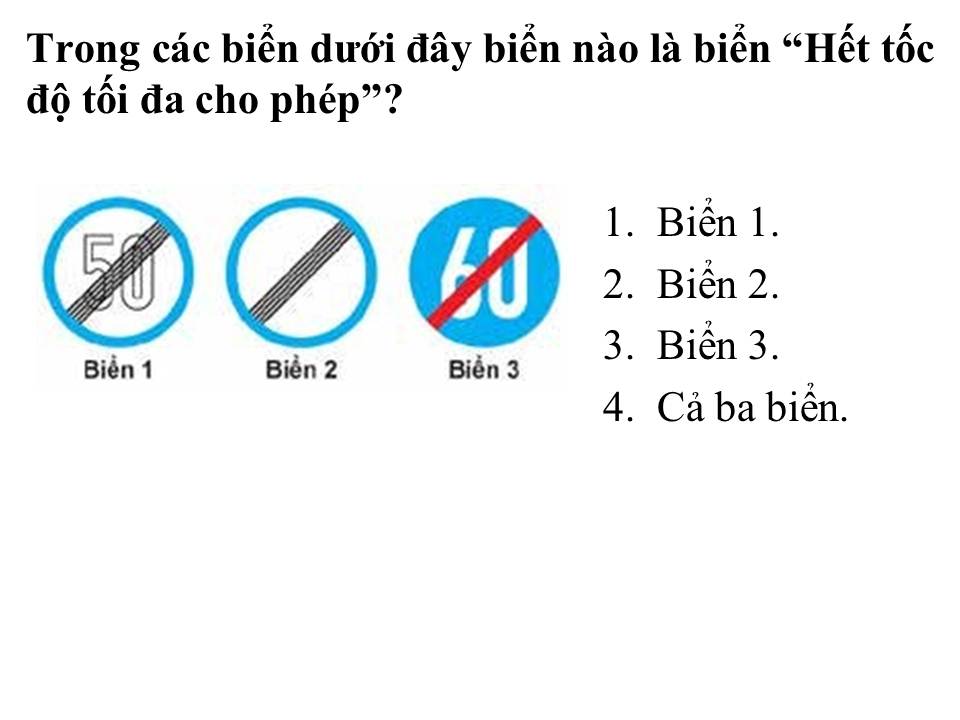 Trong các biển dưới đây biển nào là biển “Hết tốc
độ tối đa cho phép”?
50
60
Biển 1
Biển 2
Biển 3
1. Biển 1.
2. Biển 2.
3. Biển 3.
4. Cả ba biển.